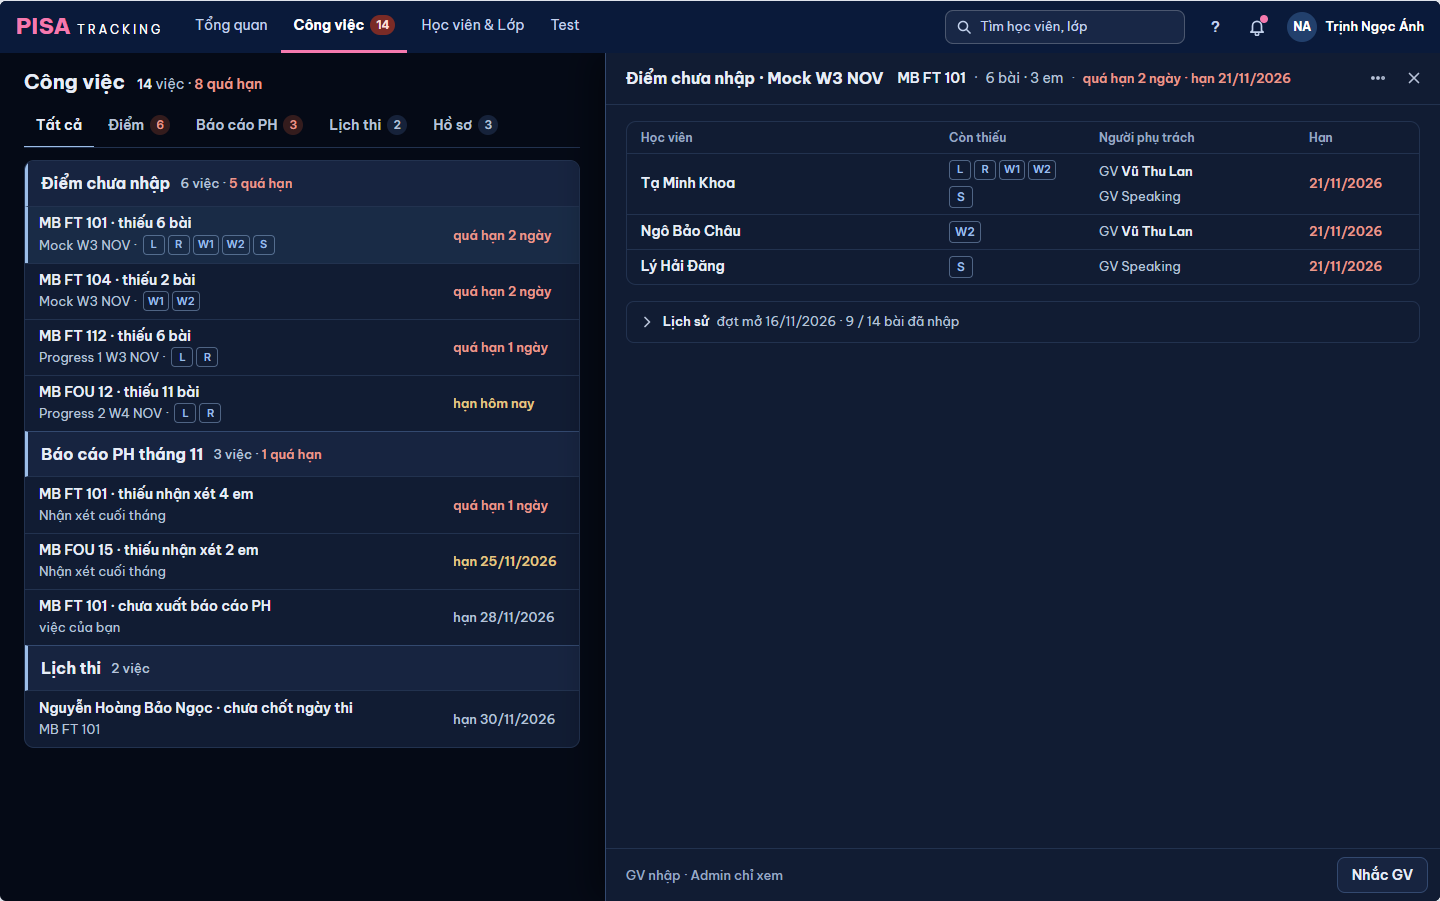 PISA TRACKING Tổng quan Công việc 14 Học viên & Lớp Test Tìm học viên, lớp ? NA Trịnh Ngọc Ánh
Công việc 14 việc · 8 quá hạn
Tất cả Điểm 6 Báo cáo PH 3 Lịch thi 2 Hồ sơ 3
Điểm chưa nhập 6 việc · 5 quá hạn
MB FT 101 · thiếu 6 bài
Mock W3 NOV · L R W1 W2 S
quá hạn 2 ngày
MB FT 104 · thiếu 2 bài
Mock W3 NOV · W1 W2
quá hạn 2 ngày
MB FT 112 · thiếu 6 bài
Progress 1 W3 NOV · L R
quá hạn 1 ngày
MB FOU 12 · thiếu 11 bài
Progress 2 W4 NOV · L R
hạn hôm nay
Báo cáo PH tháng 11 3 việc · 1 quá hạn
MB FT 101 · thiếu nhận xét 4 em
Nhận xét cuối tháng
quá hạn 1 ngày
MB FOU 15 · thiếu nhận xét 2 em
Nhận xét cuối tháng
hạn 25/11/2026
MB FT 101 · chưa xuất báo cáo PH
việc của bạn
hạn 28/11/2026
Lịch thi 2 việc
Nguyễn Hoàng Bảo Ngọc · chưa chốt ngày thi
MB FT 101
hạn 30/11/2026
Điểm chưa nhập · Mock W3 NOV MB FT 101 · 6 bài · 3 em · quá hạn 2 ngày · hạn 21/11/2026
Học viên Còn thiếu Người phụ trách Hạn
Tạ Minh Khoa
L R W1 W2
S
GV Vũ Thu Lan
GV Speaking
21/11/2026
Ngô Bảo Châu W2 GV Vũ Thu Lan 21/11/2026
Lý Hải Đăng S GV Speaking 21/11/2026
Lịch sử đợt mở 16/11/2026 · 9 / 14 bài đã nhập
GV nhập · Admin chỉ xem Nhắc GV